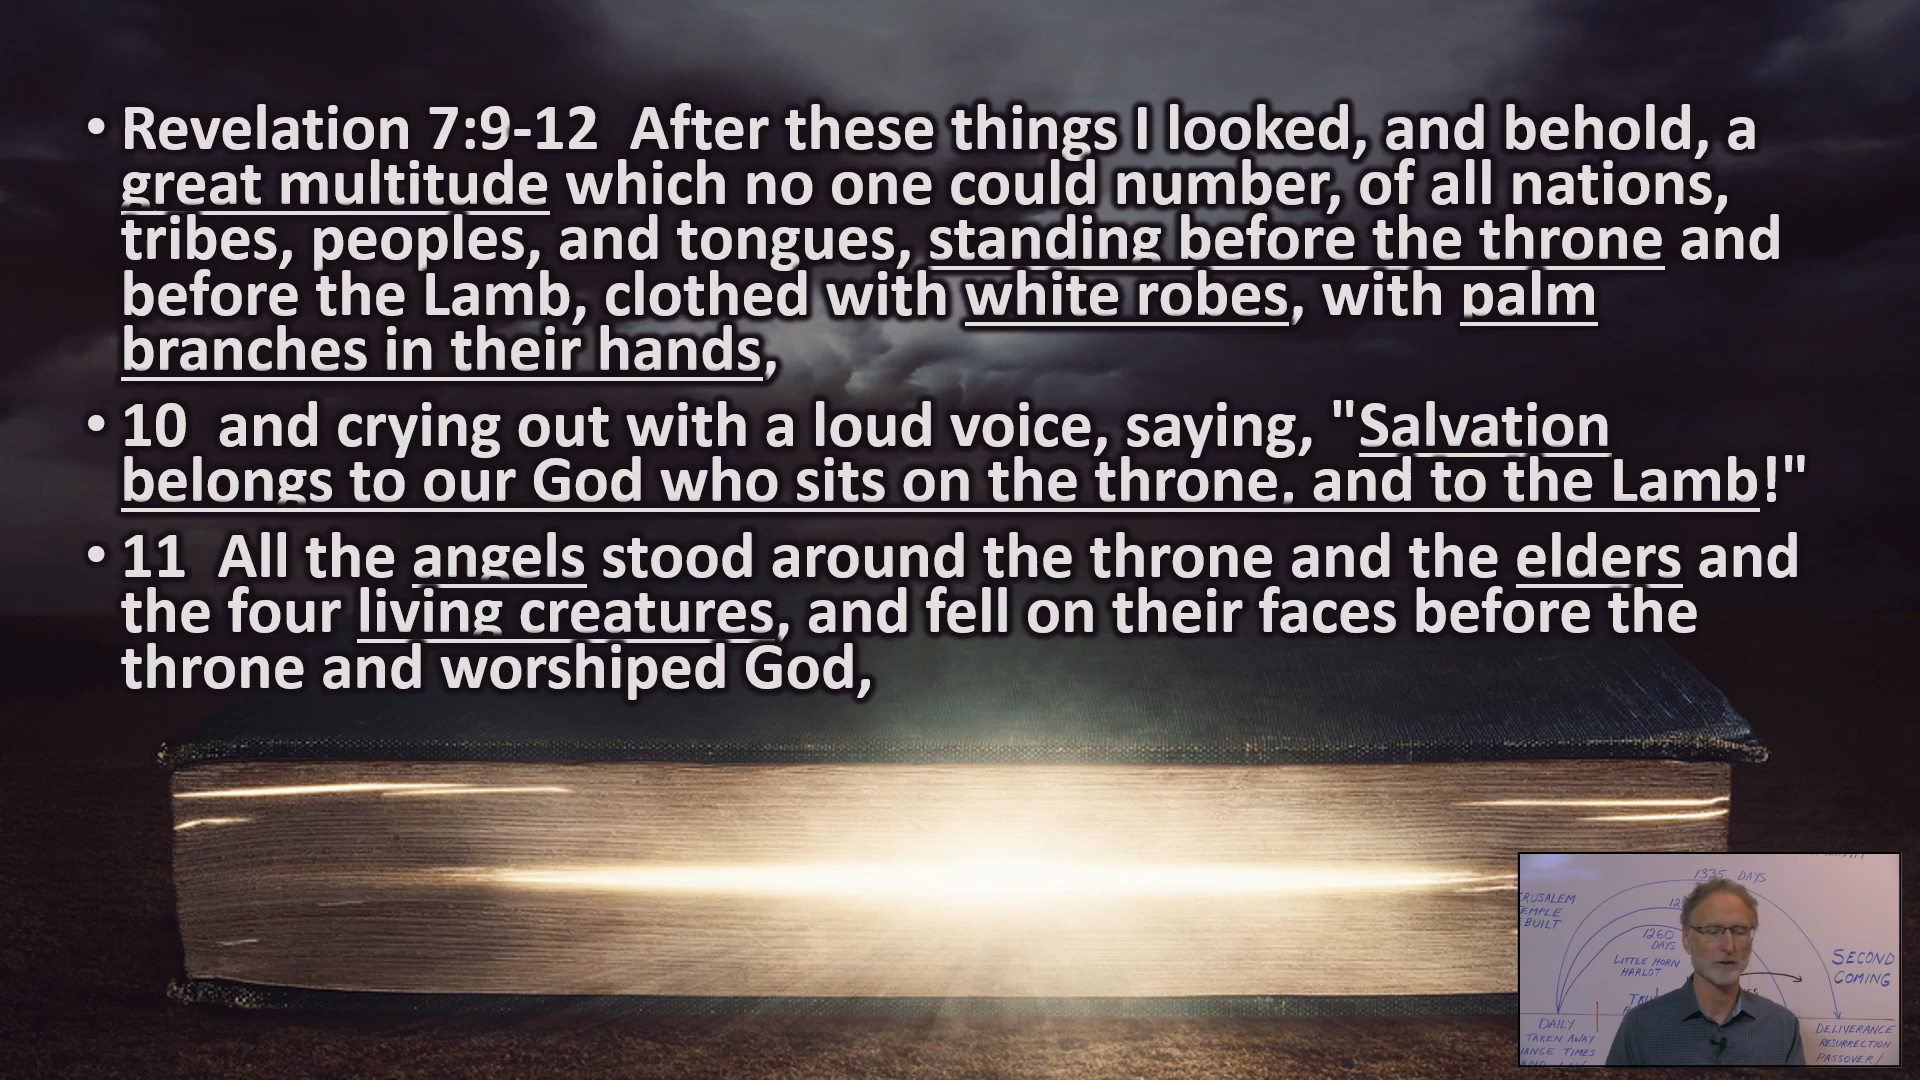 • Revelation 7:9-12  After these things I looked, and behold, a
great multitude which no one could number, of all nations,
tribes, peoples, and tongues, standing before the throne and
before the Lamb, clothed with white robes, with palm
branches in their hands,
• 10  and crying out with a loud voice, saying, "Salvation
belongs to our God who sits on the throne, and to the Lamb!"
• 11  All the angels stood around the throne and the elders and
the four living creatures, and fell on their faces before the
throne and worshiped God,
1335 DAYS
BUILT
1260
DAYS
LITTLE HORN
HARLOT
SECOND
COMING
DAILY
TAKEN AWAY
TIMES
DELIVERANCE
RESURRECTION
PASSOVER/